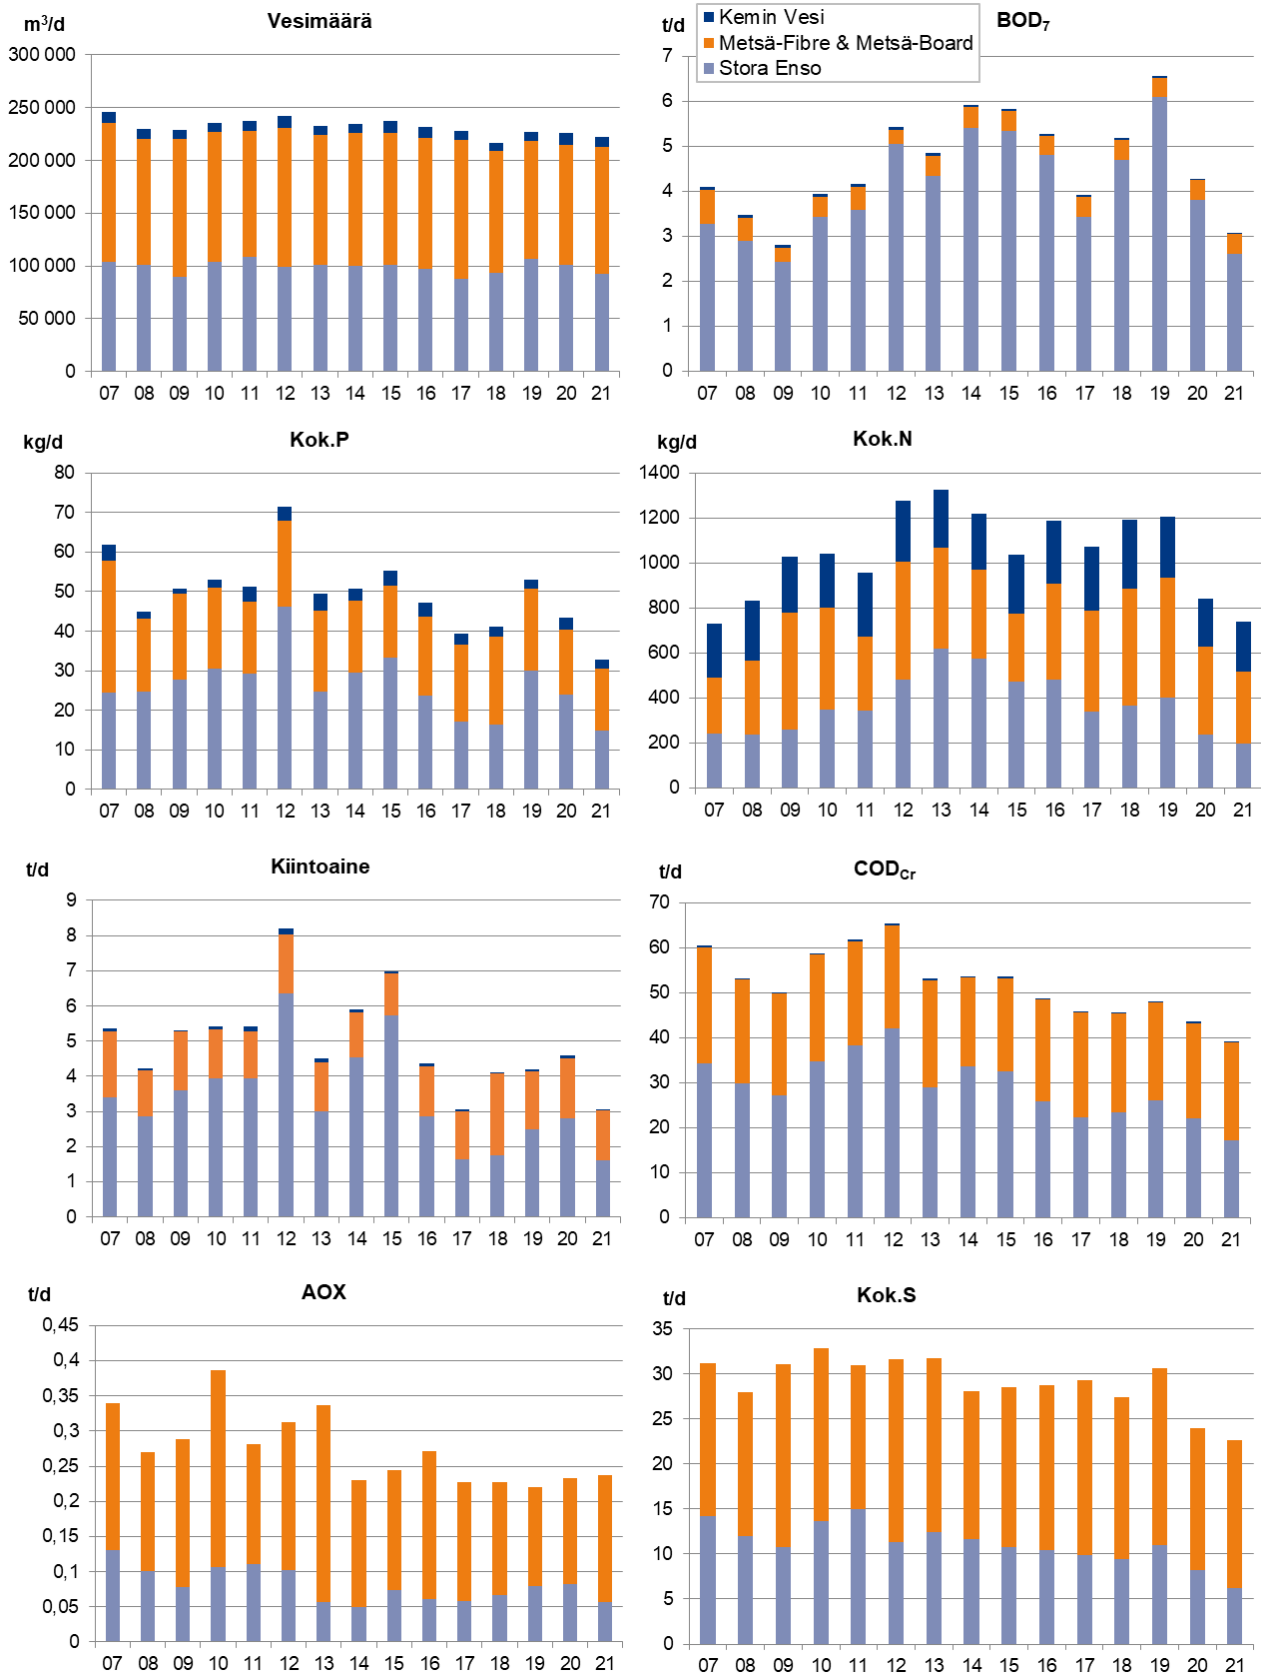 m³/d
Vesimäärä
300 000
250 000
200 000
150 000
100 000
50 000
0
07 08 09 10 11 12 13 14 15 16 17 18 19 20 21
t/d
Kemin Vesi
Metsä-Fibre & Metsä-Board
Stora Enso
BOD₇
7
6
5
4
3
2
1
0
07 08 09 10 11 12 13 14 15 16 17 18 19 20 21
kg/d
Kok.P
80
70
60
50
40
30
20
10
0
07 08 09 10 11 12 13 14 15 16 17 18 19 20 21
kg/d
Kok.N
1400
1200
1000
800
600
400
200
0
07 08 09 10 11 12 13 14 15 16 17 18 19 20 21
t/d
Kiintoaine
9
8
7
6
5
4
3
2
1
0
07 08 09 10 11 12 13 14 15 16 17 18 19 20 21
t/d
COD_Cr
70
60
50
40
30
20
10
0
07 08 09 10 11 12 13 14 15 16 17 18 19 20 21
t/d
AOX
0,45
0,4
0,35
0,3
0,25
0,2
0,15
0,1
0,05
0
07 08 09 10 11 12 13 14 15 16 17 18 19 20 21
t/d
Kok.S
35
30
25
20
15
10
5
0
07 08 09 10 11 12 13 14 15 16 17 18 19 20 21